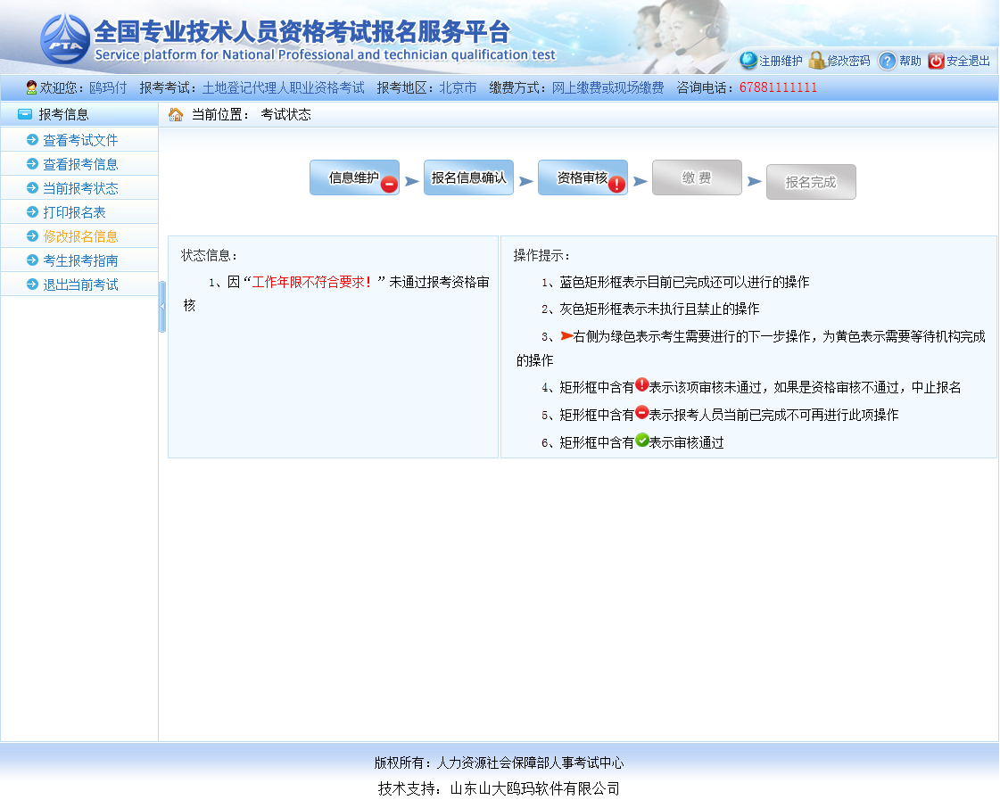 全国专业技术人员资格考试报名服务平台
PTA
Service platform for National Professional and technician qualification test
注册维护 修改密码 帮助 安全退出
欢迎您：鸥玛付 报考考试：土地登记代理人职业资格考试 报考地区：北京市 缴费方式：网上缴费或现场缴费 咨询电话：67881111111
报考信息
当前位置： 考试状态
查看考试文件
查看报考信息
当前报考状态
打印报名表
修改报名信息
考生报考指南
退出当前考试
信息维护 报名信息确认 资格审核 缴 费 报名完成
状态信息：
1、因“工作年限不符合要求！”未通过报考资格审
核
操作提示：
1、蓝色矩形框表示目前已完成还可以进行的操作
2、灰色矩形框表示未执行且禁止的操作
3、右侧为绿色表示考生需要进行的下一步操作，为黄色表示需要等待机构完成
的操作
4、矩形框中含有表示该项审核未通过，如果是资格审核不通过，中止报名
5、矩形框中含有表示报考人员当前已完成不可再进行此项操作
6、矩形框中含有表示审核通过
版权所有：人力资源社会保障部人事考试中心
技术支持：山东山大鸥玛软件有限公司